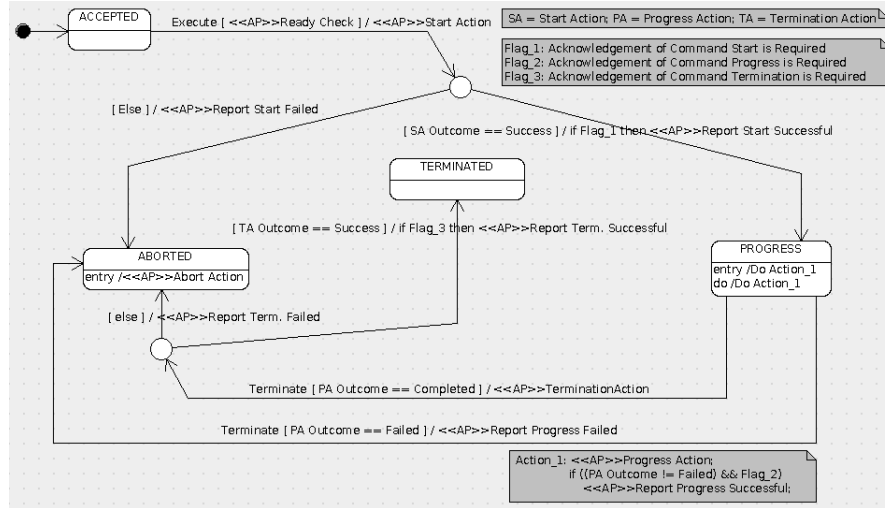 ACCEPTED
Execute [ <<AP>>Ready Check ] / <<AP>>Start Action
SA = Start Action; PA = Progress Action; TA = Termination Action
Flag_1: Acknowledgement of Command Start is Required
Flag_2: Acknowledgement of Command Progress is Required
Flag_3: Acknowledgement of Command Termination is Required
[ Else ] / <<AP>>Report Start Failed
[ SA Outcome == Success ] / if Flag_1 then <<AP>>Report Start Successful
TERMINATED
[ TA Outcome == Success ] / if Flag_3 then <<AP>>Report Term. Successful
ABORTED
entry /<<AP>>Abort Action
PROGRESS
entry /Do Action_1
do /Do Action_1
[ else ] / <<AP>>Report Term. Failed
Terminate [ PA Outcome == Completed ] / <<AP>>TerminationAction
Terminate [ PA Outcome == Failed ] / <<AP>>Report Progress Failed
Action_1: <<AP>>Progress Action;
if ((PA Outcome != Failed) && Flag_2)
<<AP>>Report Progress Successful;